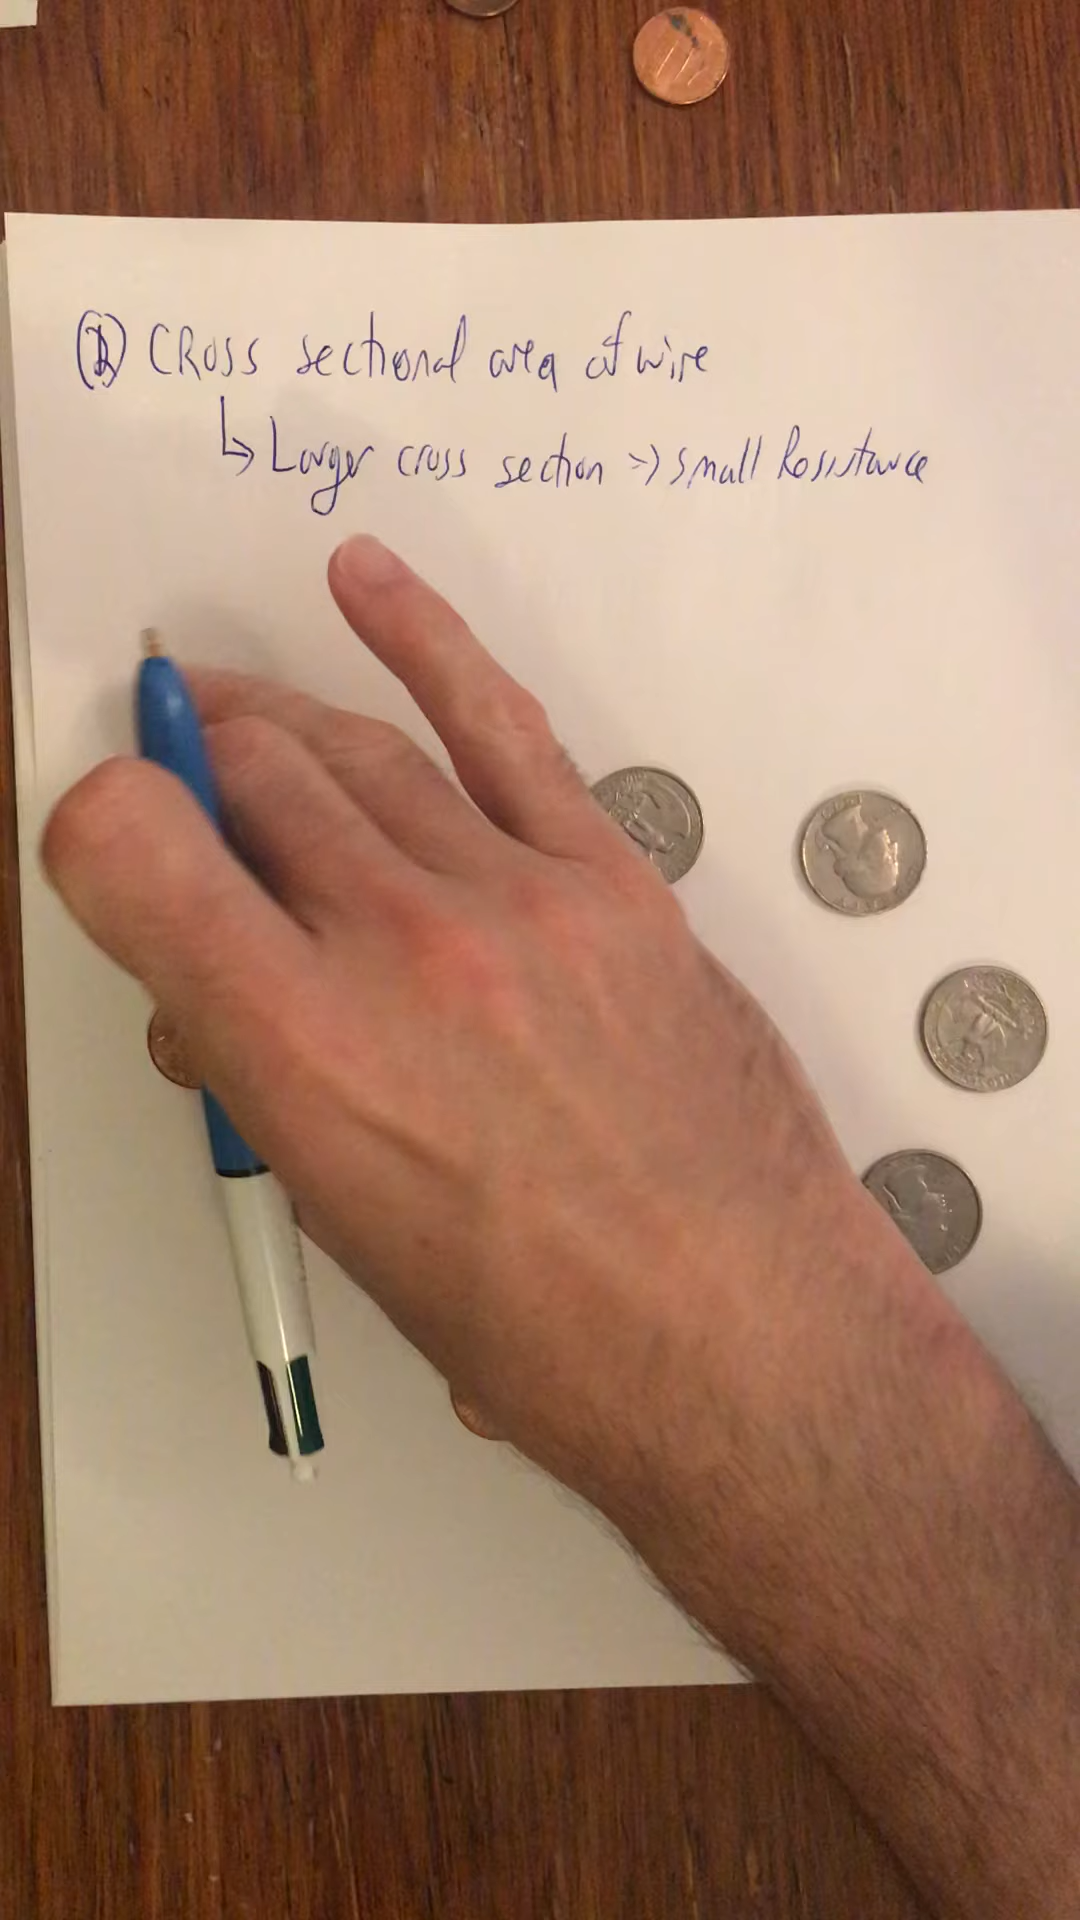 (2) CROSS sectional area of wire
↳ Larger cross section => small Resistance